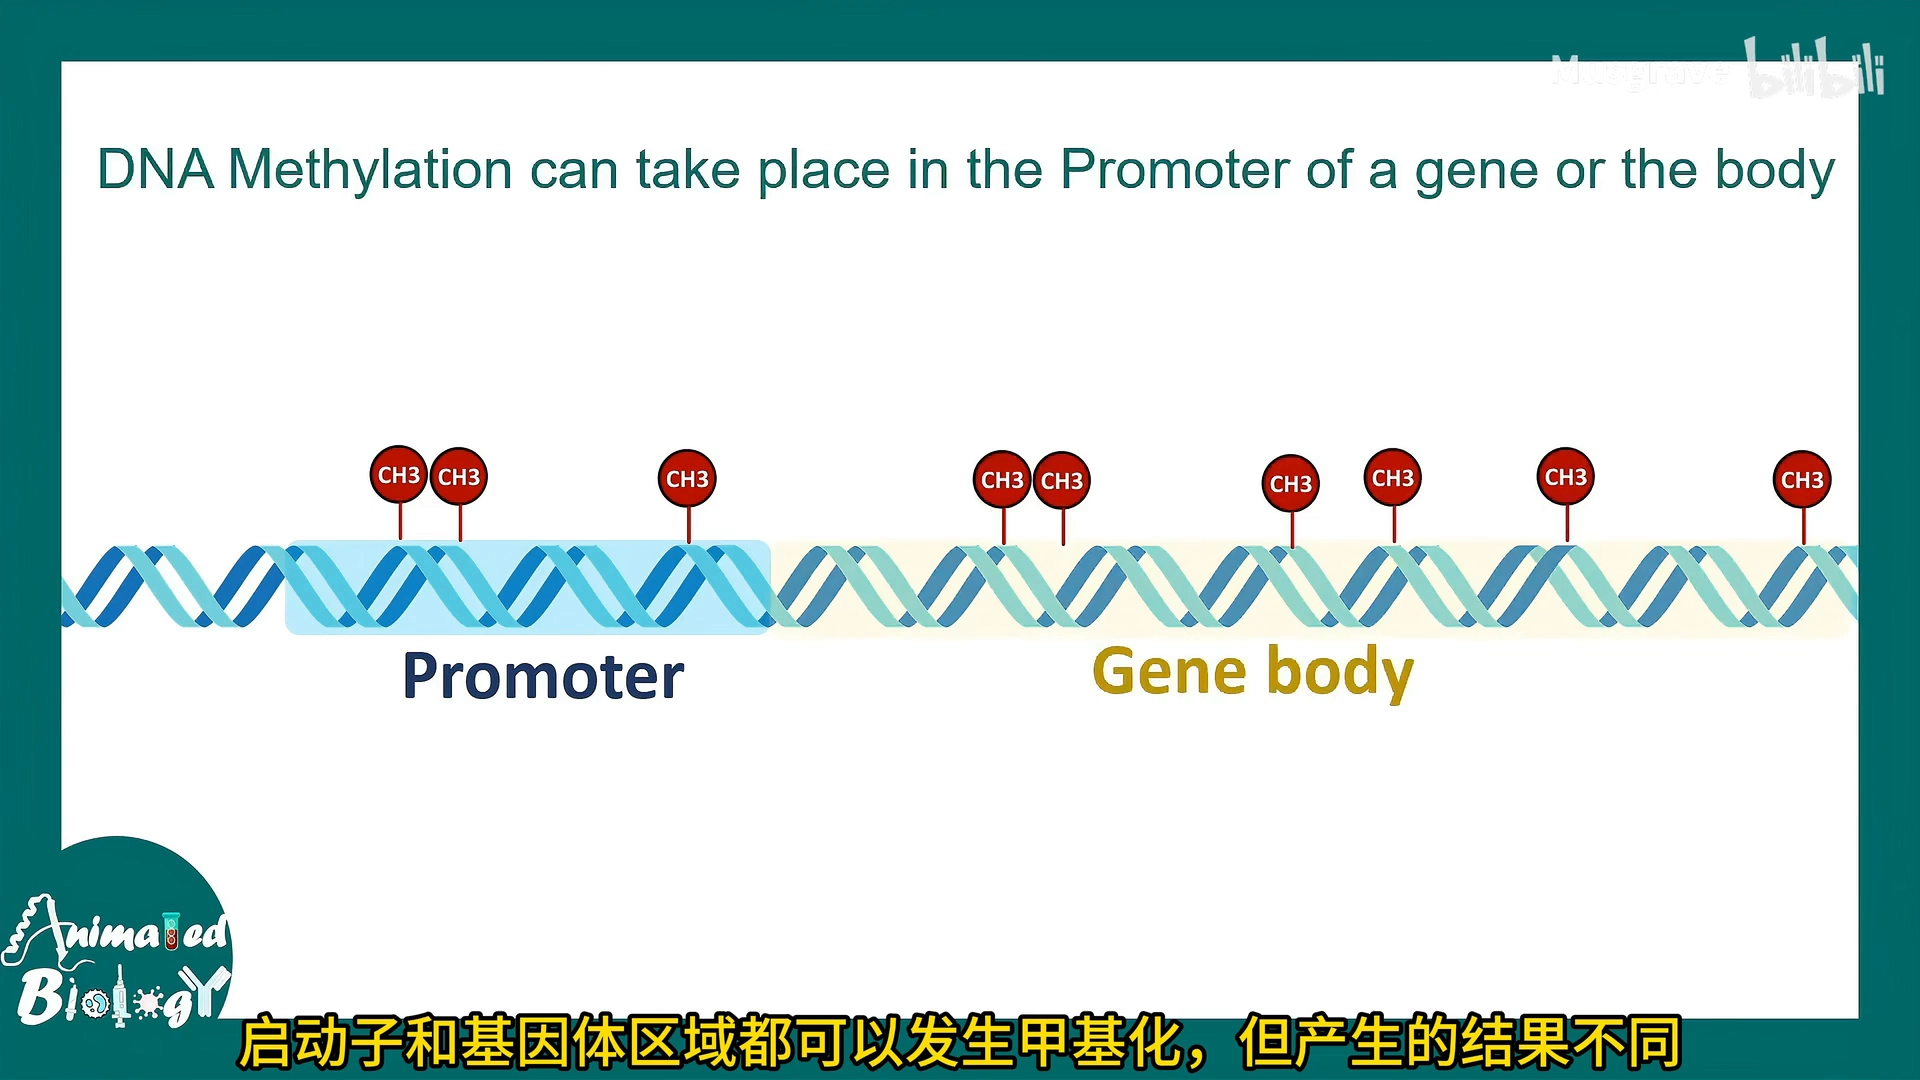 Musgrave bilibili
DNA Methylation can take place in the Promoter of a gene or the body
CH3 CH3 CH3 CH3 CH3 CH3 CH3 CH3 CH3
Promoter
Gene body
Animated
Biology
启动子和基因体区域都可以发生甲基化，但产生的结果不同